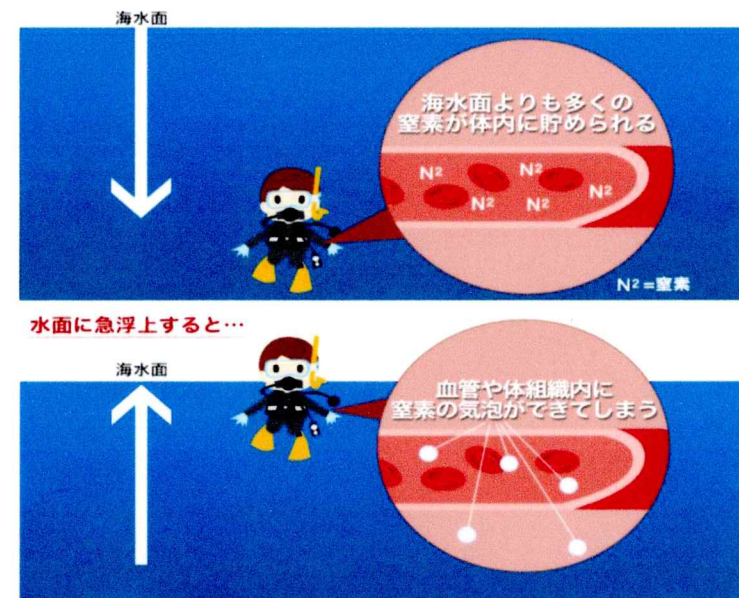 海水面
海水面よりも多くの
窒素が体内に貯められる
N² N²
N² N² N²
N²=窒素
水面に急浮上すると…
海水面
血管や体組織内に
窒素の気泡ができてしまう